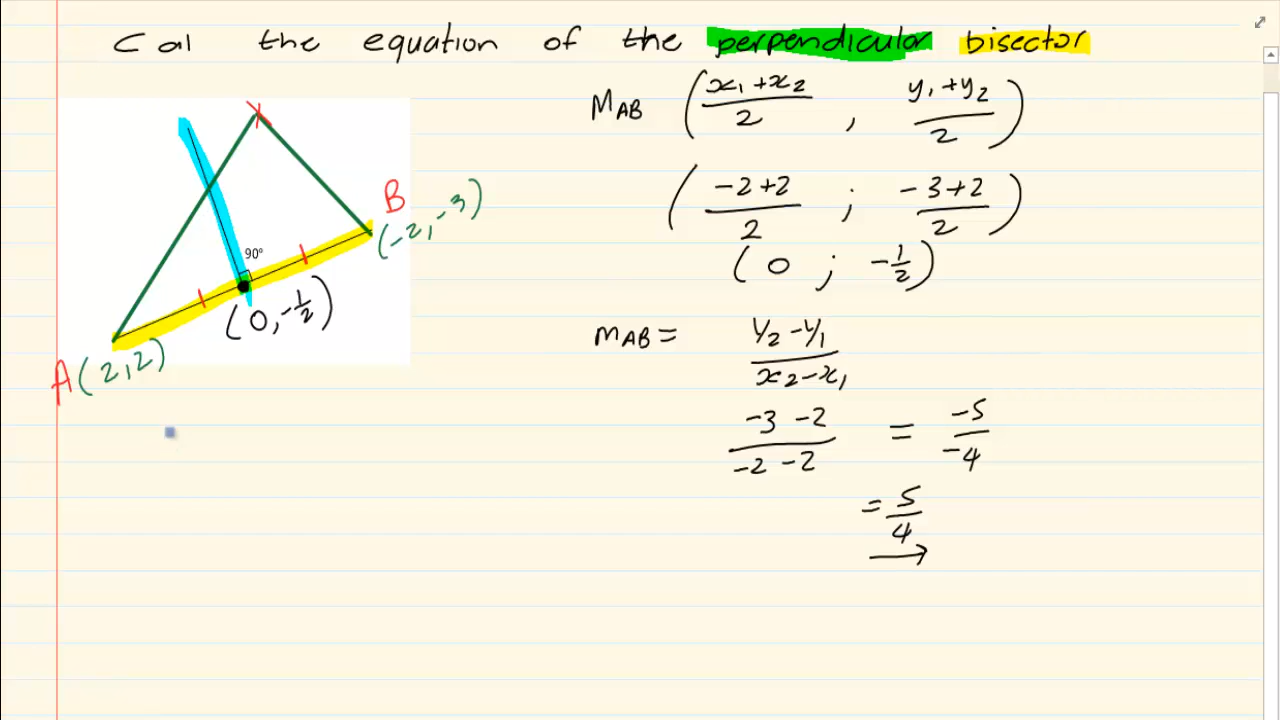 Cal the equation of the perpendicular bisector
MAB (x₁+x₂/2 , y₁+y₂/2)
(-2+2/2 ; -3+2/2)
(0 ; -1/2)
MAB = y₂-y₁/x₂-x₁
-3-2/-2-2 = -5/-4
= 5/4
B
(-2,-3)
90°
(0,-1/2)
A(2,2)